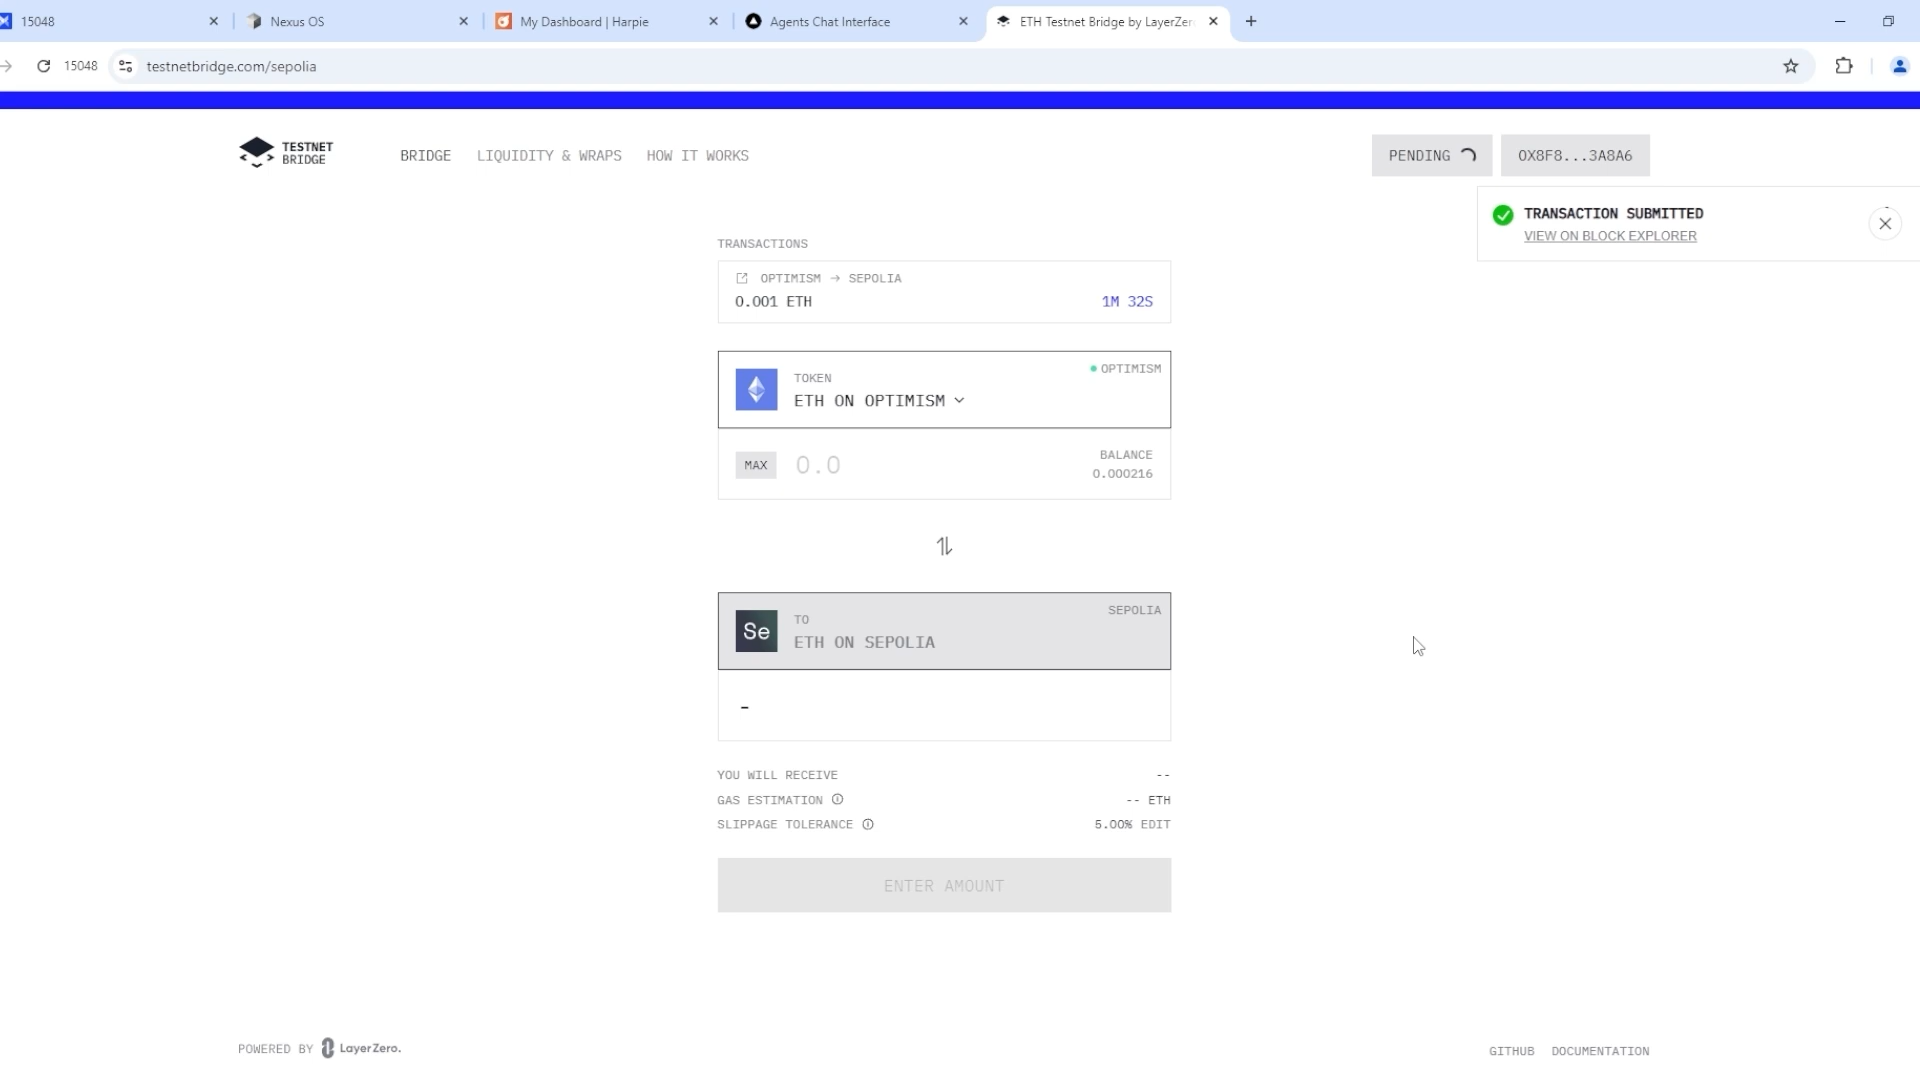 15048
Nexus OS
My Dashboard | Harpie
Agents Chat Interface
ETH Testnet Bridge by LayerZer
15048
testnetbridge.com/sepolia
TESTNET
BRIDGE
BRIDGE
LIQUIDITY & WRAPS
HOW IT WORKS
PENDING
0X8F8...3A8A6
TRANSACTION SUBMITTED
VIEW ON BLOCK EXPLORER
TRANSACTIONS
OPTIMISM → SEPOLIA
0.001 ETH
1M 32S
OPTIMISM
TOKEN
ETH ON OPTIMISM
MAX
0.0
BALANCE
0.000216
SEPOLIA
Se
TO
ETH ON SEPOLIA
-
YOU WILL RECEIVE
--
GAS ESTIMATION
-- ETH
SLIPPAGE TOLERANCE
5.00% EDIT
ENTER AMOUNT
POWERED BY LayerZero.
GITHUB
DOCUMENTATION